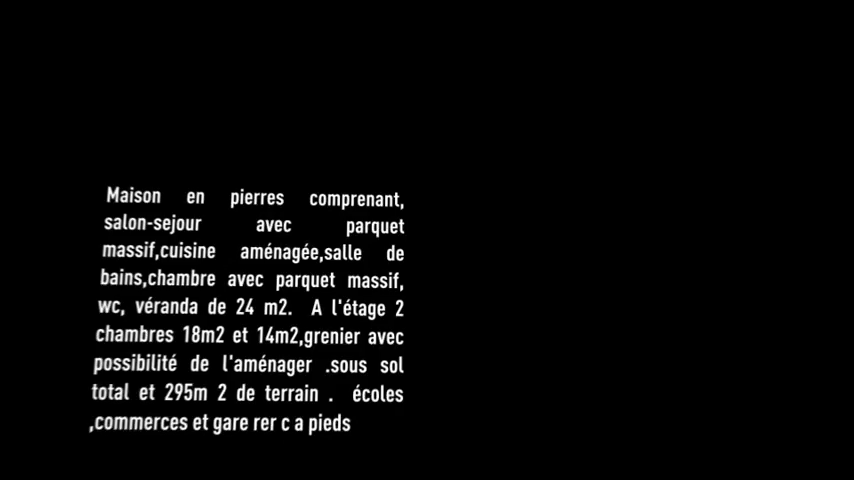 Maison en pierres comprenant,
salon-sejour avec parquet
massif,cuisine aménagée,salle de
bains,chambre avec parquet massif,
wc, véranda de 24 m2. A l'étage 2
chambres 18m2 et 14m2,grenier avec
possibilité de l'aménager .sous sol
total et 295m 2 de terrain . écoles
,commerces et gare rer c a pieds